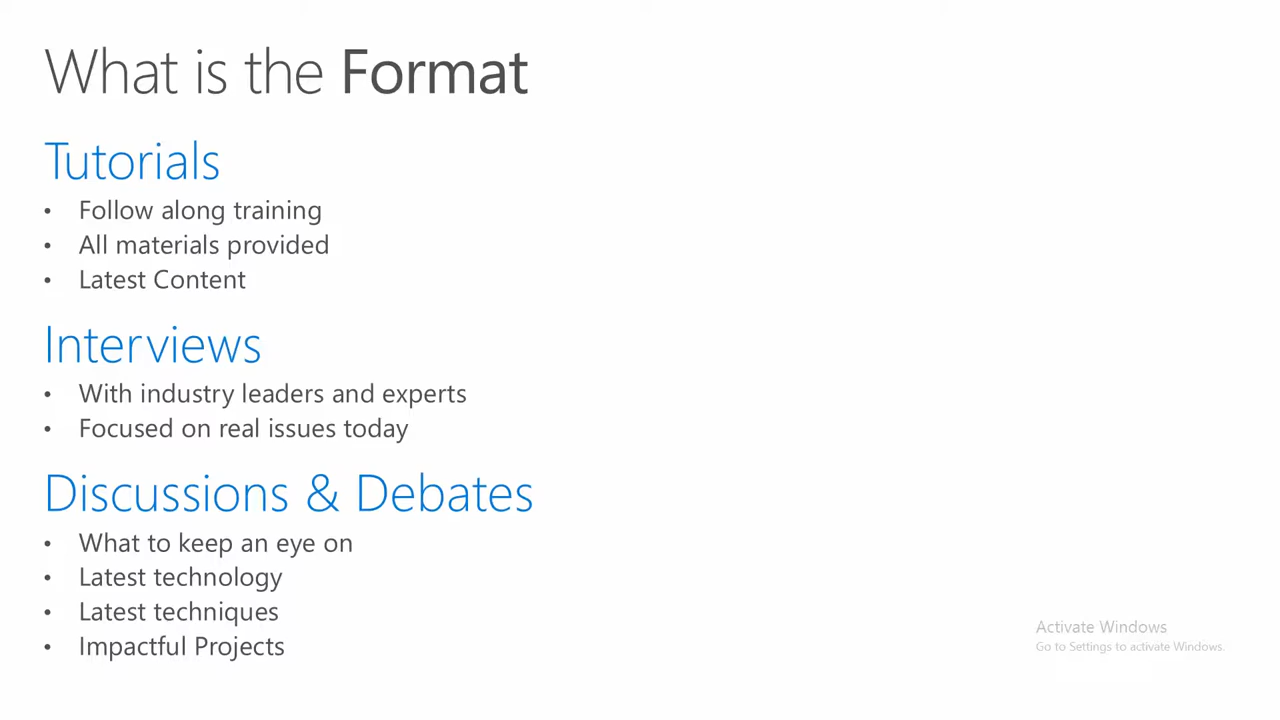 What is the Format
Tutorials
• Follow along training
• All materials provided
• Latest Content
Interviews
• With industry leaders and experts
• Focused on real issues today
Discussions & Debates
• What to keep an eye on
• Latest technology
• Latest techniques
• Impactful Projects
Activate Windows
Go to Settings to activate Windows.